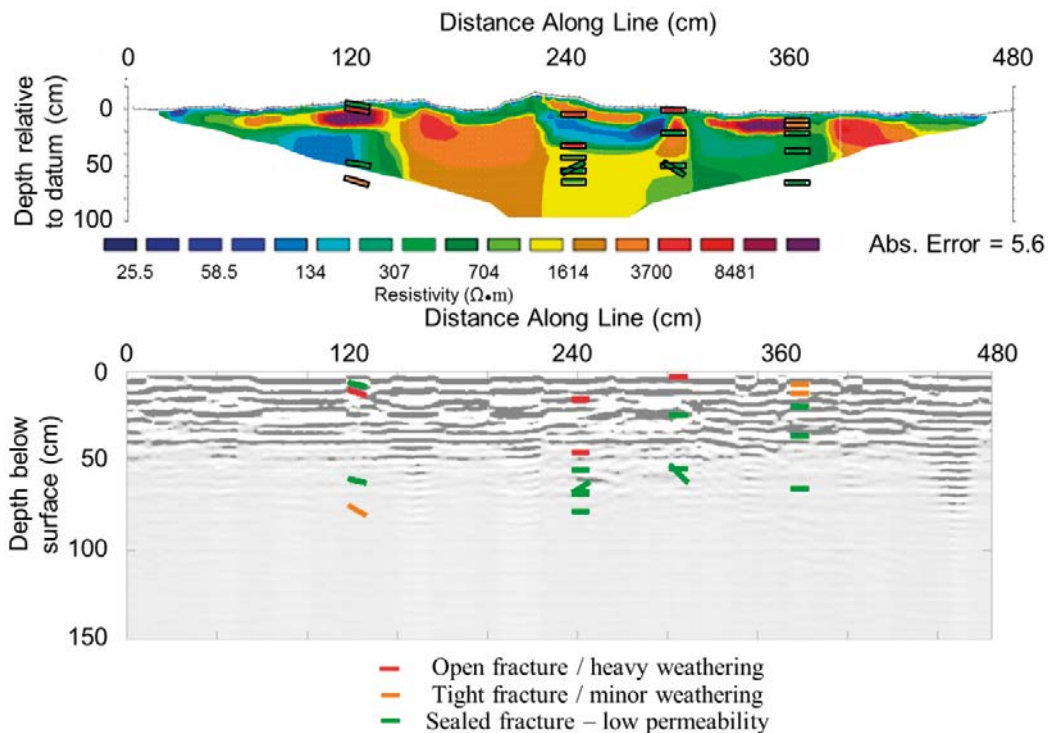 Distance Along Line (cm)
0 120 240 360 480
Depth relative
to datum (cm)
0
50
100
25.5 58.5 134 307 704 1614 3700 8481
Resistivity (Ω•m)
Abs. Error = 5.6
Distance Along Line (cm)
0 120 240 360 480
Depth below
surface (cm)
0
50
100
150
Open fracture / heavy weathering
Tight fracture / minor weathering
Sealed fracture – low permeability